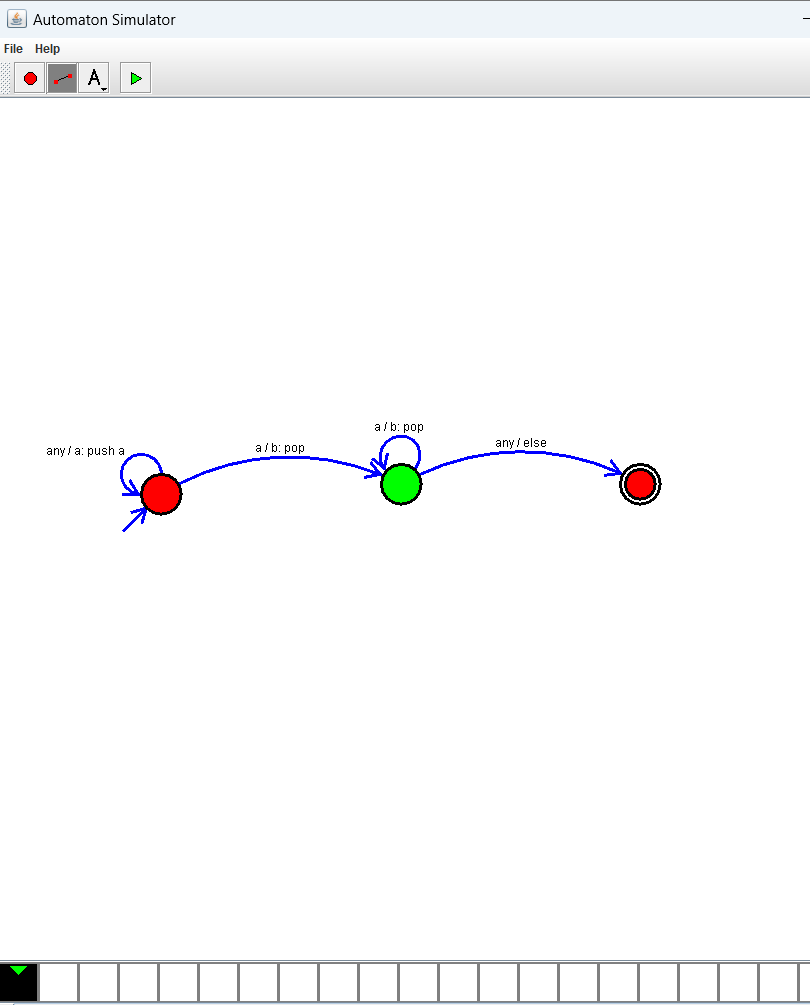 Automaton Simulator
File Help
A
a / b: pop
any / else
a / b: pop
any / a: push a